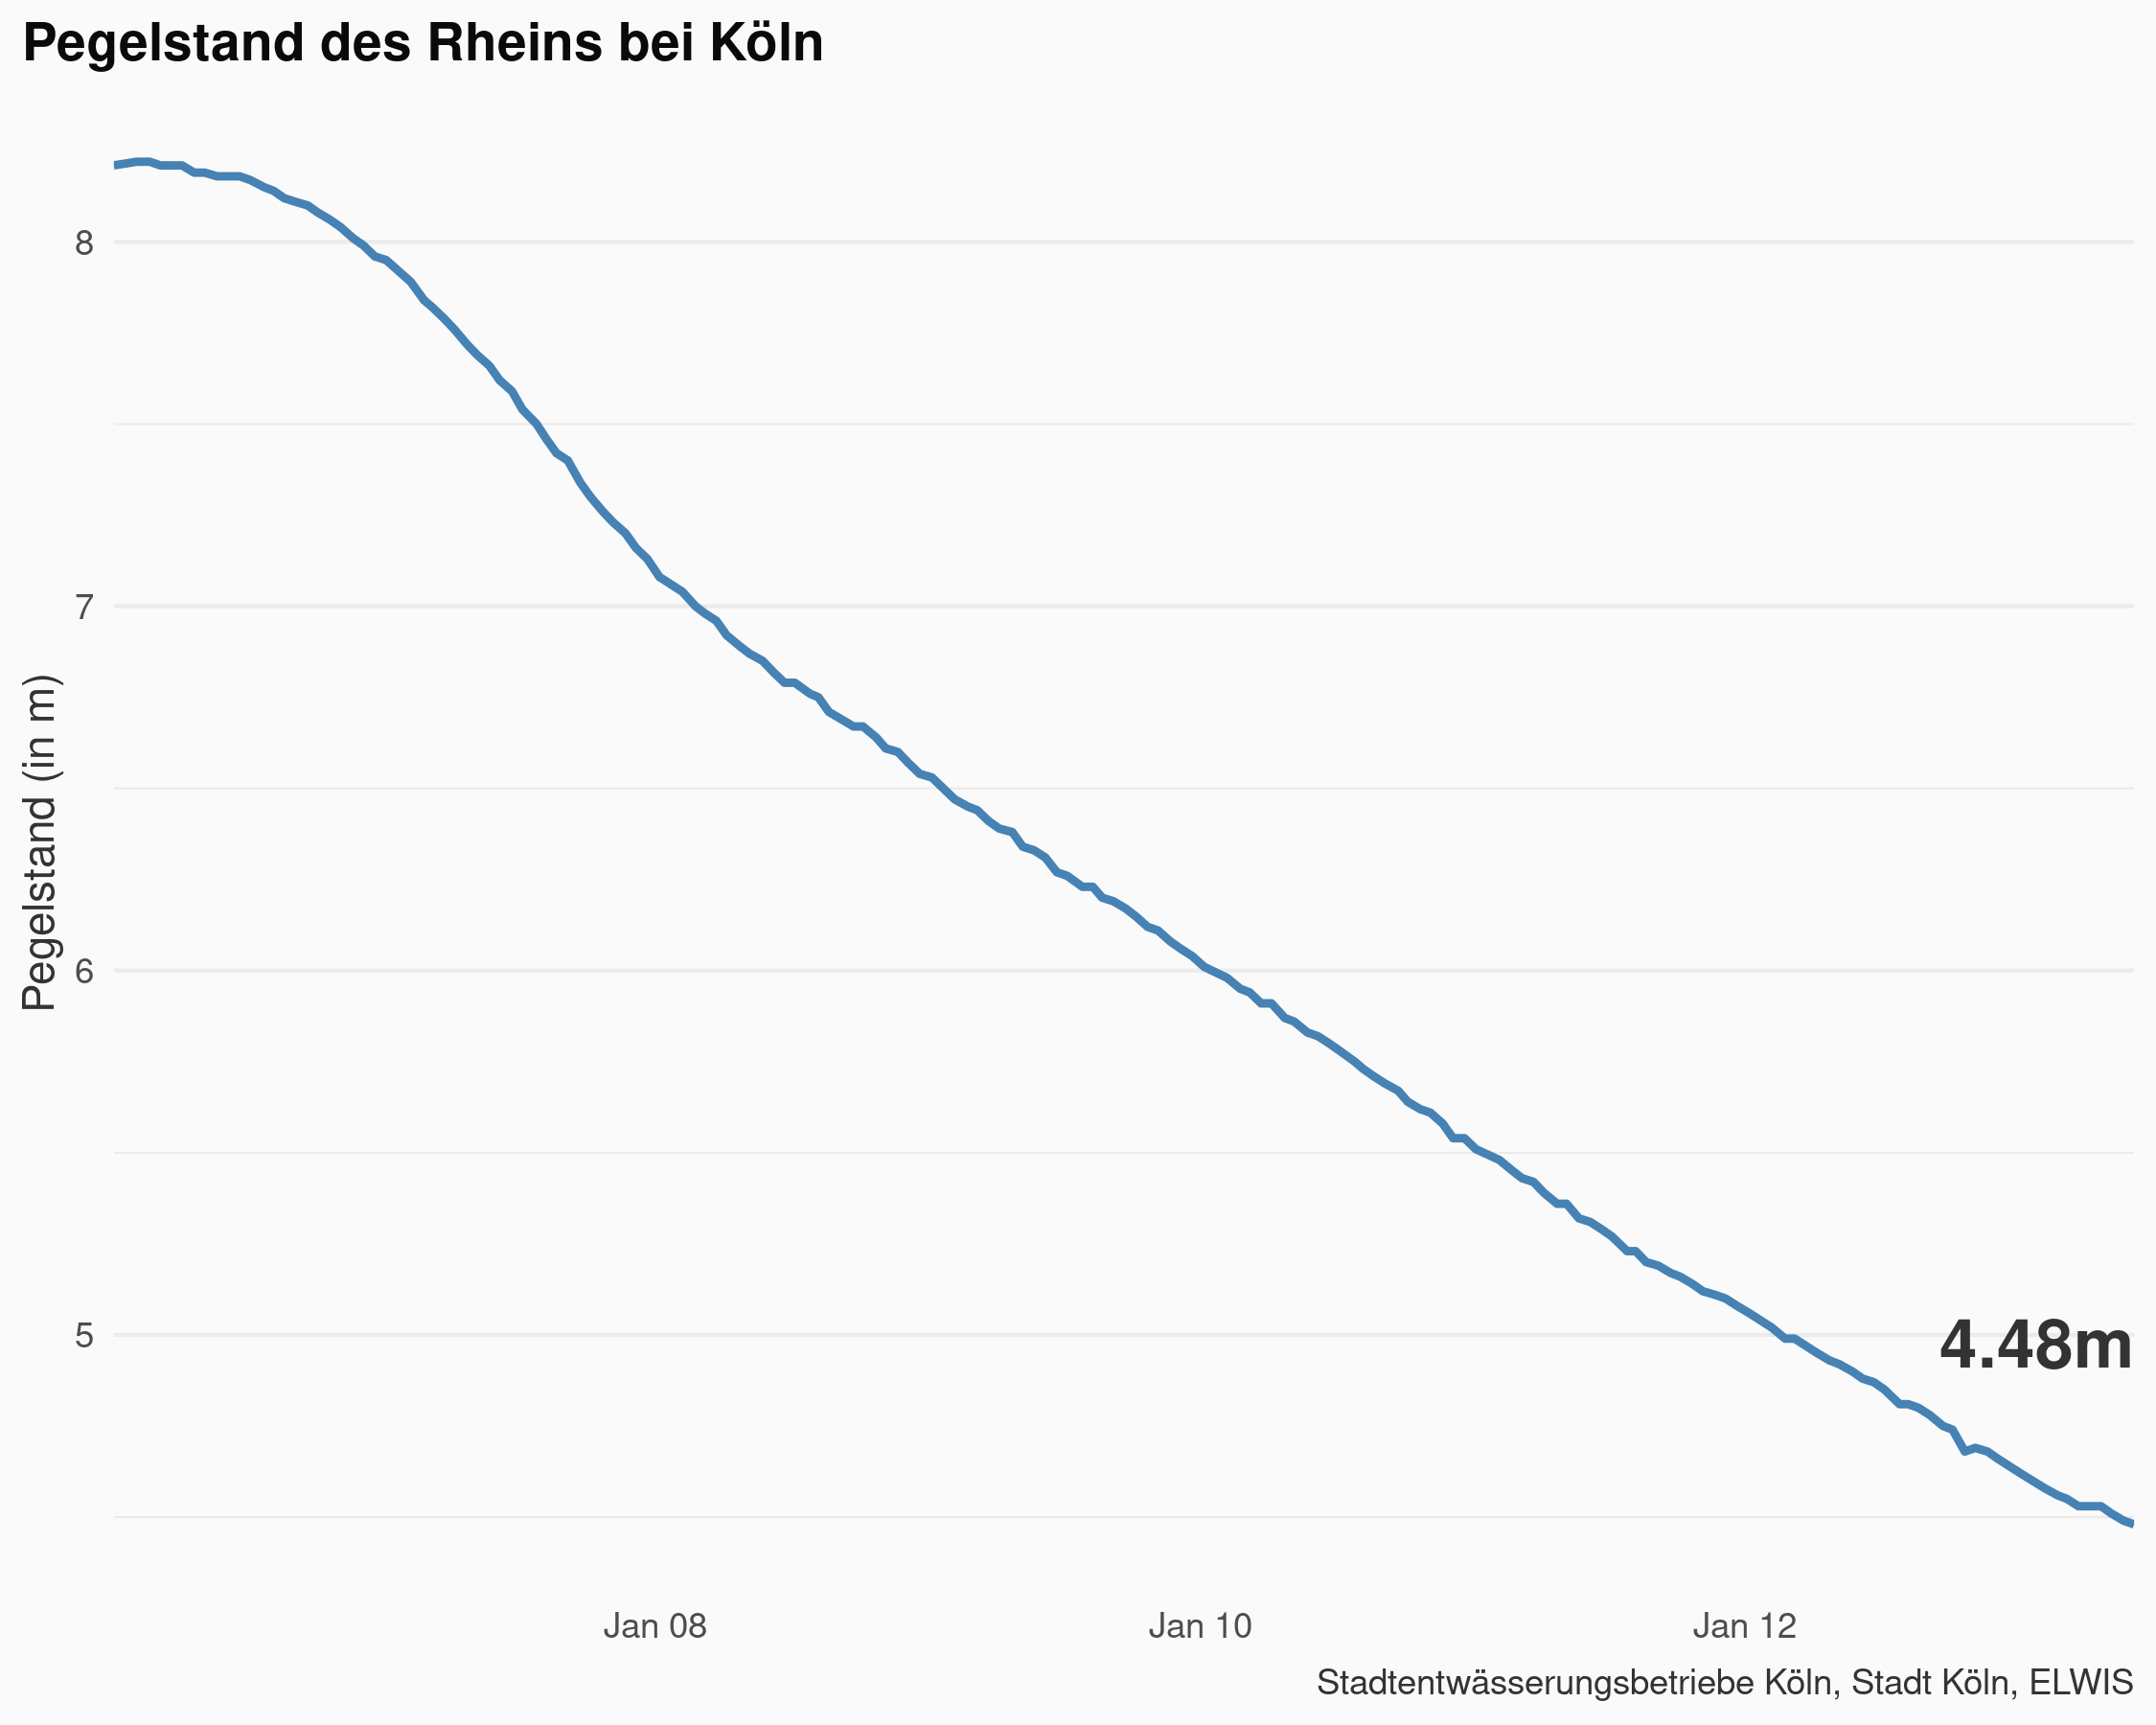 Pegelstand des Rheins bei Köln
Pegelstand (in m)
8
7
6
5
4.48m
Jan 08
Jan 10
Jan 12
Stadtentwässerungsbetriebe Köln, Stadt Köln, ELWIS